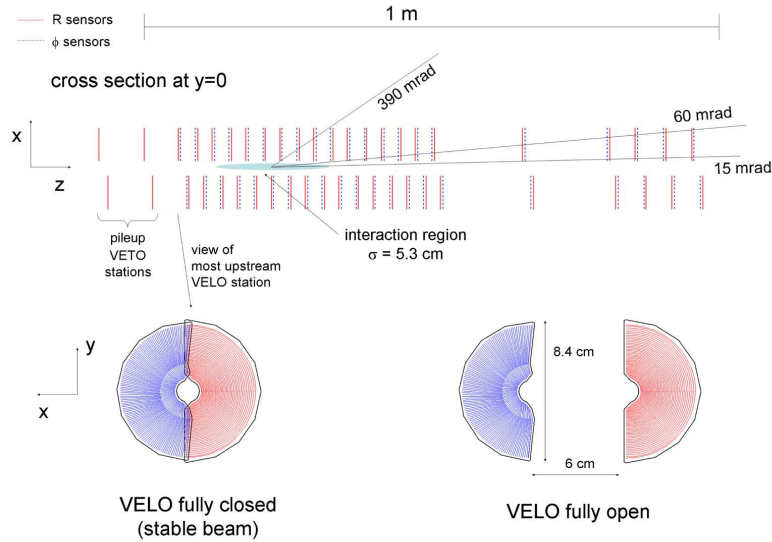 R sensors
ϕ sensors
1 m
cross section at y=0
390 mrad
60 mrad
15 mrad
x
z
pileup
VETO
stations
view of
most upstream
VELO station
interaction region
σ = 5.3 cm
y
x
8.4 cm
6 cm
VELO fully closed
(stable beam)
VELO fully open